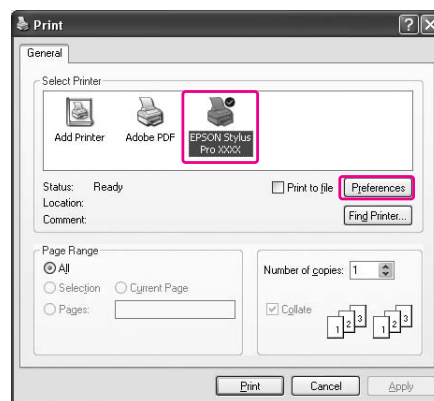 Print
General
Select Printer
Add Printer
Adobe PDF
EPSON Stylus
Pro XXXX
Status: Ready
Print to file
Preferences
Location:
Comment:
Find Printer...
Page Range
All
Selection
Current Page
Pages:
Number of copies: 1
Collate
1 2 3 1 2 3
Print
Cancel
Apply